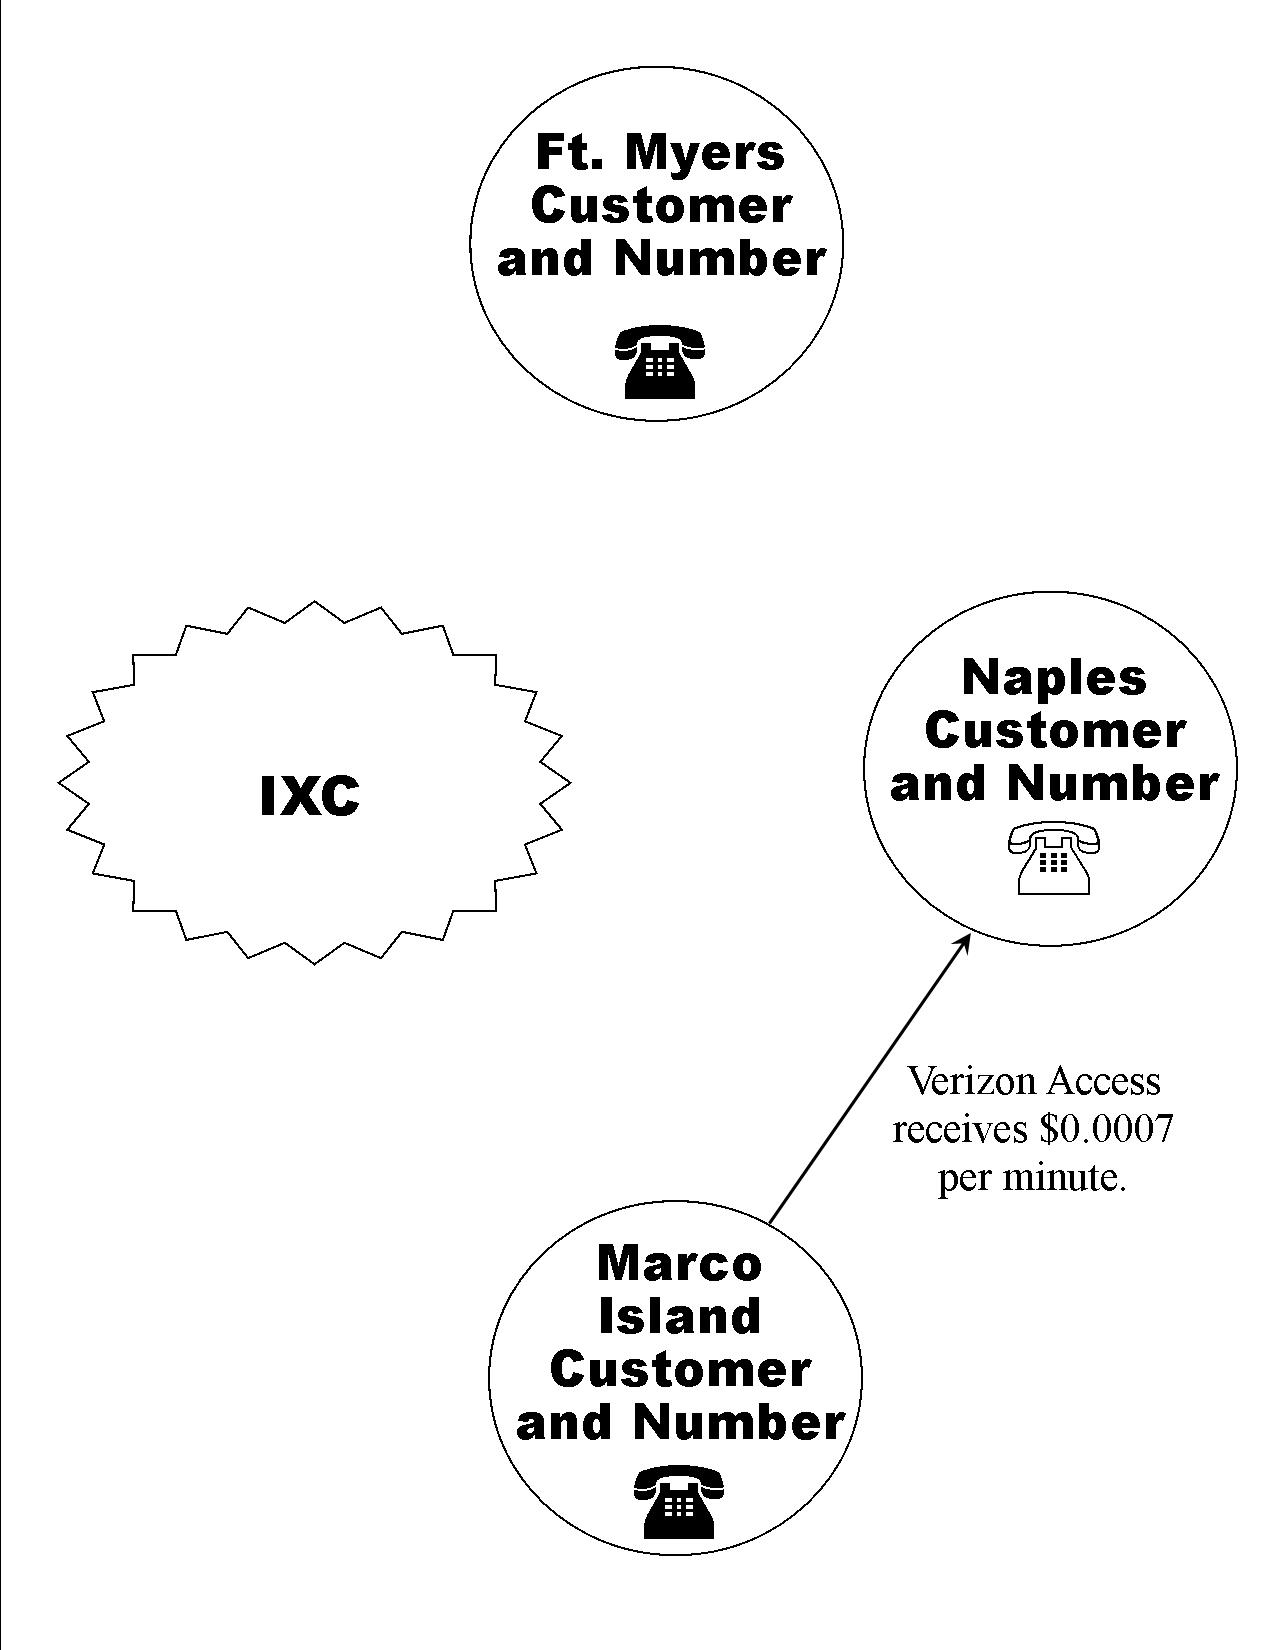 Ft. Myers
Customer
and Number
IXC
Naples
Customer
and Number
Verizon Access
receives $0.0007
per minute.
Marco
Island
Customer
and Number